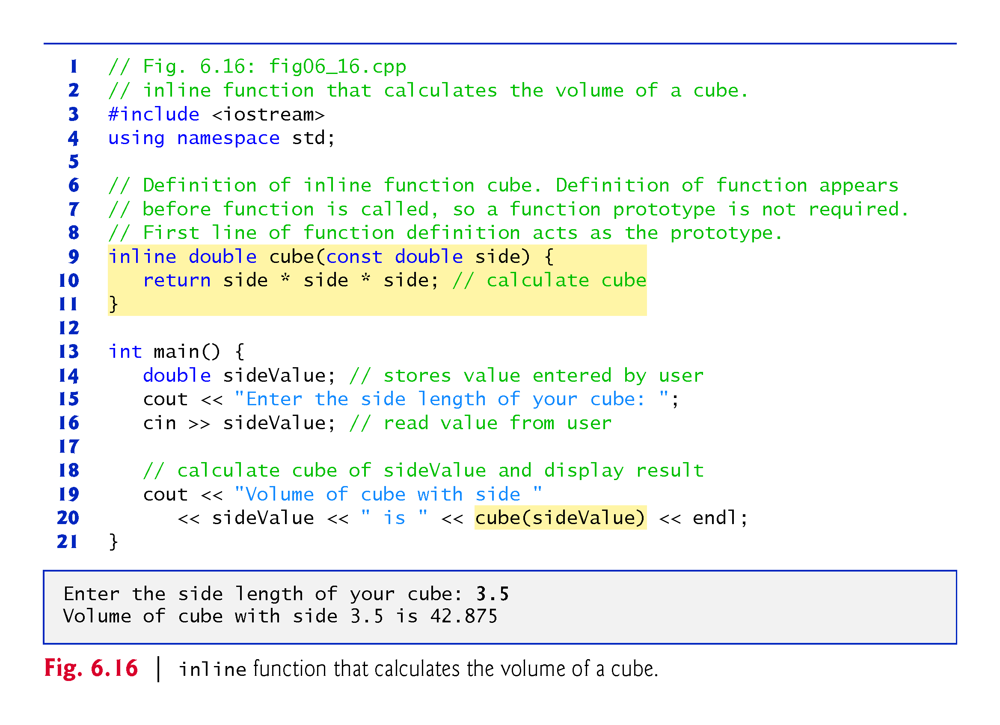 1 // Fig. 6.16: fig06_16.cpp
2 // inline function that calculates the volume of a cube.
3 #include <iostream>
4 using namespace std;
5
6 // Definition of inline function cube. Definition of function appears
7 // before function is called, so a function prototype is not required.
8 // First line of function definition acts as the prototype.
9 inline double cube(const double side) {
10    return side * side * side; // calculate cube
11 }
12
13 int main() {
14    double sideValue; // stores value entered by user
15    cout << "Enter the side length of your cube: ";
16    cin >> sideValue; // read value from user
17
18    // calculate cube of sideValue and display result
19    cout << "Volume of cube with side "
20       << sideValue << " is " << cube(sideValue) << endl;
21 }
Enter the side length of your cube: 3.5
Volume of cube with side 3.5 is 42.875
Fig. 6.16 | inline function that calculates the volume of a cube.